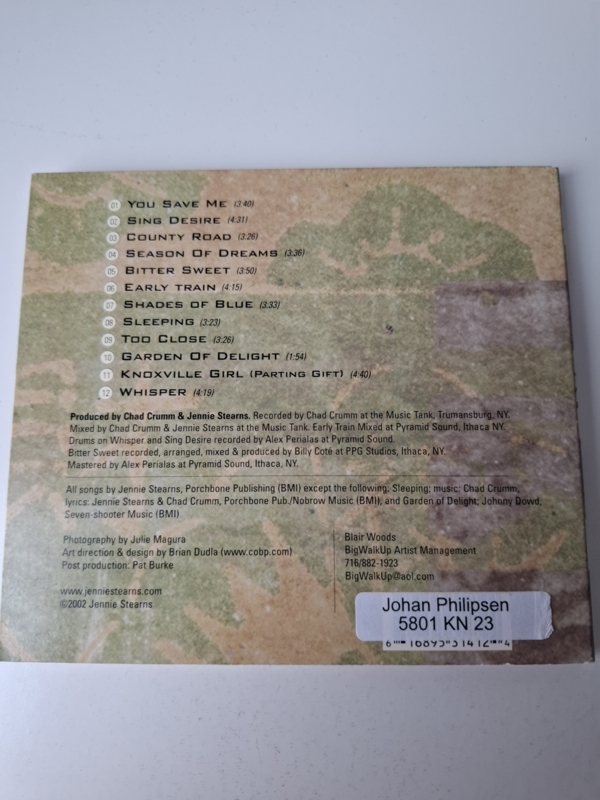 01 You Save Me (3:40)
02 Sing Desire (4:31)
03 County Road (3:26)
04 Season Of Dreams (3:36)
05 Bitter Sweet (3:50)
06 Early train (4:15)
07 Shades of Blue (3:33)
08 Sleeping (3:23)
09 Too Close (3:26)
10 Garden Of Delight (1:54)
11 Knoxville Girl (Parting Gift) (4:40)
12 Whisper (4:19)
Produced by Chad Crumm & Jennie Stearns. Recorded by Chad Crumm at the Music Tank, Trumansburg, NY.
Mixed by Chad Crumm & Jennie Stearns at the Music Tank. Early Train Mixed at Pyramid Sound, Ithaca NY.
Drums on Whisper and Sing Desire recorded by Alex Perialas at Pyramid Sound.
Bitter Sweet recorded, arranged, mixed & produced by Billy Coté at PPG Studios, Ithaca, NY.
Mastered by Alex Perialas at Pyramid Sound, Ithaca, NY.
All songs by Jennie Stearns, Porchbone Publishing (BMI) except the following: Sleeping; music: Chad Crumm,
lyrics: Jennie Stearns & Chad Crumm, Porchbone Pub./Nobrow Music (BMI), and Garden of Delight; Johnny Dowd,
Seven-shooter Music (BMI)
Photography by Julie Magura
Art direction & design by Brian Dudla (www.cobp.com)
Post production: Pat Burke
www.jenniestearns.com
©2002 Jennie Stearns
Blair Woods
BigWalkUp Artist Management
716/882-1923
BigWalkUp@aol.com
Johan Philipsen
5801 KN 23